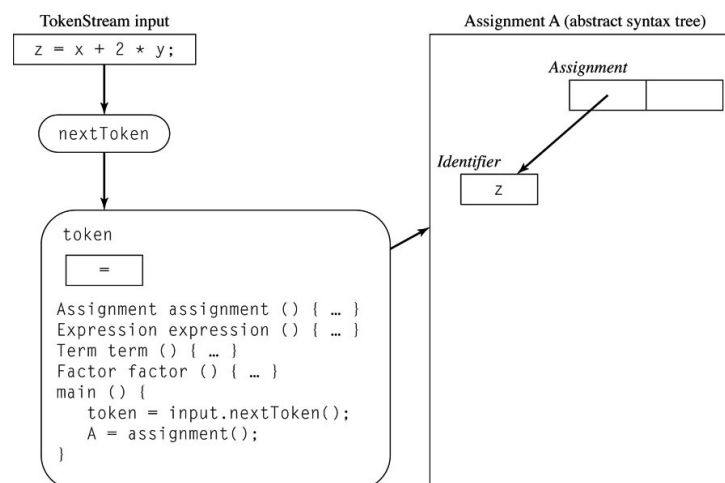 TokenStream input
z = x + 2 * y;
nextToken
token
=
Assignment assignment () { … }
Expression expression () { … }
Term term () { … }
Factor factor () { … }
main () {
token = input.nextToken();
A = assignment();
}
Assignment A (abstract syntax tree)
Assignment
Identifier
z